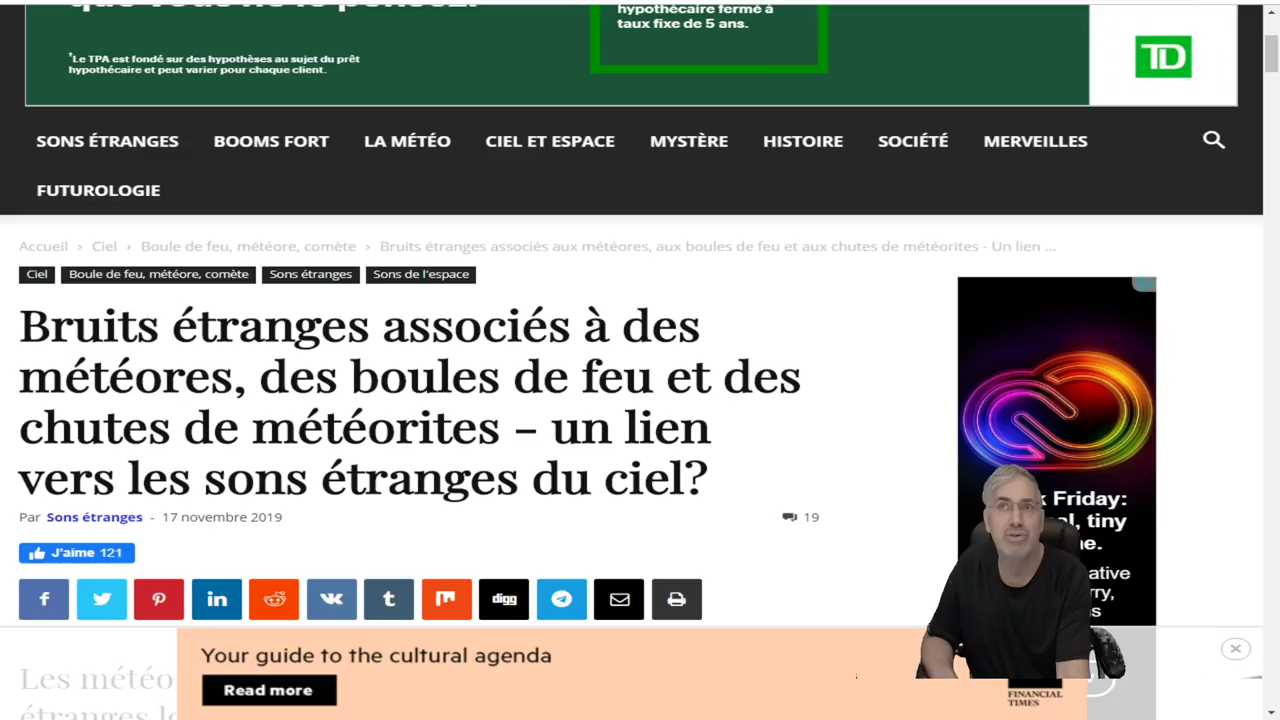 hypothécaire fermé à
taux fixe de 5 ans.
†Le TPA est fondé sur des hypothèses au sujet du prêt
hypothécaire et peut varier pour chaque client.
TD
SONS ÉTRANGES BOOMS FORT LA MÉTÉO CIEL ET ESPACE MYSTÈRE HISTOIRE SOCIÉTÉ MERVEILLES
FUTUROLOGIE
Accueil › Ciel › Boule de feu, météore, comète › Bruits étranges associés aux météores, aux boules de feu et aux chutes de météorites - Un lien ...
Ciel Boule de feu, météore, comète Sons étranges Sons de l'espace
Bruits étranges associés à des
météores, des boules de feu et des
chutes de météorites – un lien
vers les sons étranges du ciel?
Par Sons étranges - 17 novembre 2019 19
J'aime 121
digg
Friday:
tiny
Your guide to the cultural agenda
Read more
FINANCIAL
TIMES
Les